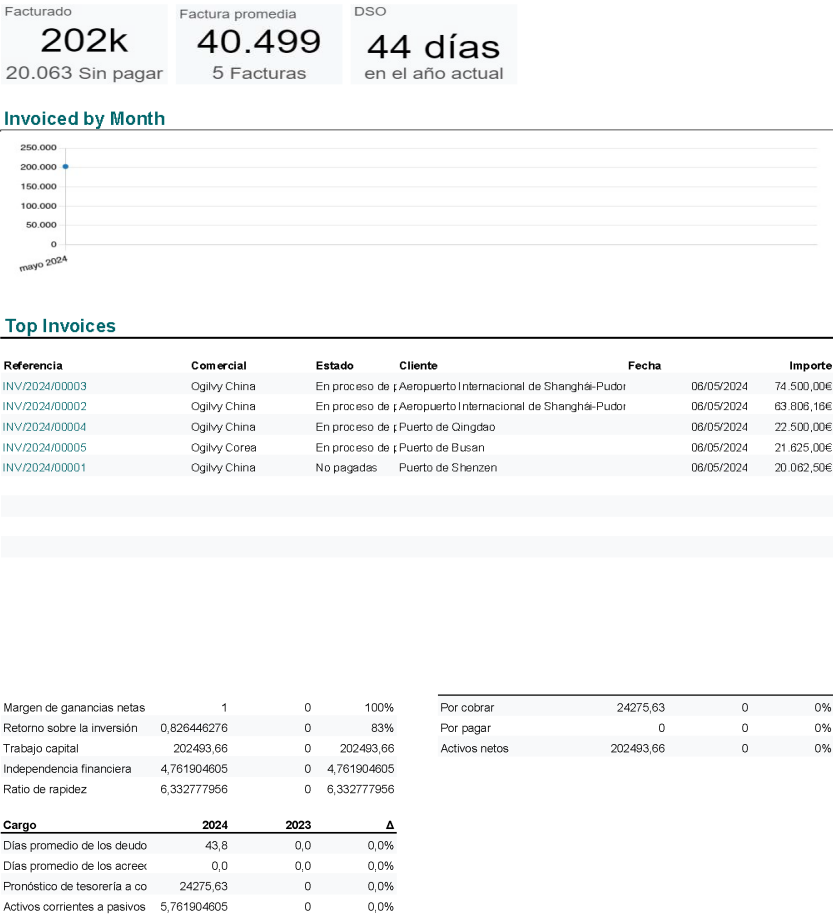 Facturado Factura promedia DSO
202k 40.499 44 días
20.063 Sin pagar 5 Facturas en el año actual
Invoiced by Month
250.000
200.000
150.000
100.000
50.000
0
mayo 2024
Top Invoices
Referencia Comercial Estado Cliente Fecha Importe
INV/2024/00003 Ogilvy China En proceso de p Aeropuerto Internacional de Shanghái-Pudon 06/05/2024 74.500,00€
INV/2024/00002 Ogilvy China En proceso de p Aeropuerto Internacional de Shanghái-Pudon 06/05/2024 63.806,16€
INV/2024/00004 Ogilvy China En proceso de p Puerto de Qingdao 06/05/2024 22.500,00€
INV/2024/00005 Ogilvy Corea En proceso de p Puerto de Busan 06/05/2024 21.625,00€
INV/2024/00001 Ogilvy China No pagadas Puerto de Shenzen 06/05/2024 20.062,50€
Margen de ganancias netas 1 0 100% Por cobrar 24275,63 0 0%
Retorno sobre la inversión 0,826446276 0 83% Por pagar 0 0 0%
Trabajo capital 202493,66 0 202493,66 Activos netos 202493,66 0 0%
Independencia financiera 4,761904605 0 4,761904605
Ratio de rapidez 6,332777956 0 6,332777956
Cargo 2024 2023 Δ
Días promedio de los deudo 43,8 0,0 0,0%
Días promedio de los acree 0,0 0,0 0,0%
Pronóstico de tesorería a co 24275,63 0 0,0%
Activos corrientes a pasivos 5,761904605 0 0,0%